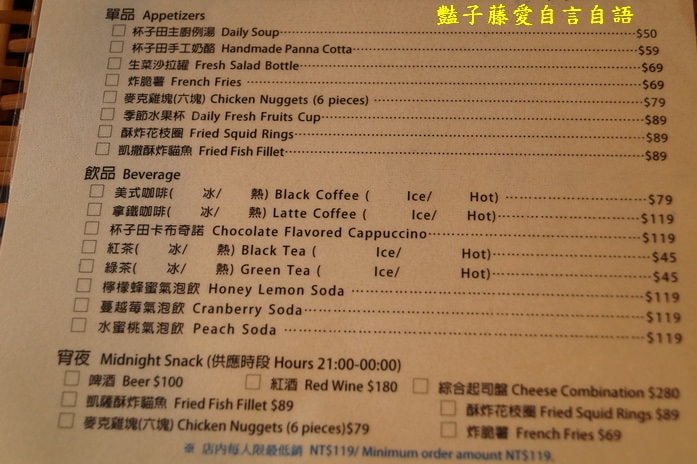 豔子藤愛自言自語
單品 Appetizers
杯子田主廚例湯 Daily Soup $50
杯子田手工奶酪 Handmade Panna Cotta $59
生菜沙拉罐 Fresh Salad Bottle $69
炸脆薯 French Fries $69
麥克雞塊(六塊) Chicken Nuggets (6 pieces) $79
季節水果杯 Daily Fresh Fruits Cup $89
酥炸花枝圈 Fried Squid Rings $89
凱撒酥炸鯰魚 Fried Fish Fillet $89
飲品 Beverage
美式咖啡( 冰/ 熱) Black Coffee ( Ice/ Hot) $79
拿鐵咖啡( 冰/ 熱) Latte Coffee ( Ice/ Hot) $119
杯子田卡布奇諾 Chocolate Flavored Cappuccino $119
紅茶( 冰/ 熱) Black Tea ( Ice/ Hot) $45
綠茶( 冰/ 熱) Green Tea ( Ice/ Hot) $45
檸檬蜂蜜氣泡飲 Honey Lemon Soda $119
蔓越莓氣泡飲 Cranberry Soda $119
水蜜桃氣泡飲 Peach Soda $119
宵夜 Midnight Snack (供應時段 Hours 21:00-00:00)
啤酒 Beer $100 紅酒 Red Wine $180 綜合起司盤 Cheese Combination $280
凱薩酥炸鯰魚 Fried Fish Fillet $89 酥炸花枝圈 Fried Squid Rings $89
麥克雞塊(六塊) Chicken Nuggets (6 pieces)$79 炸脆薯 French Fries $69
※ 店內每人限最低銷 NT$119/ Minimum order amount NT$119.